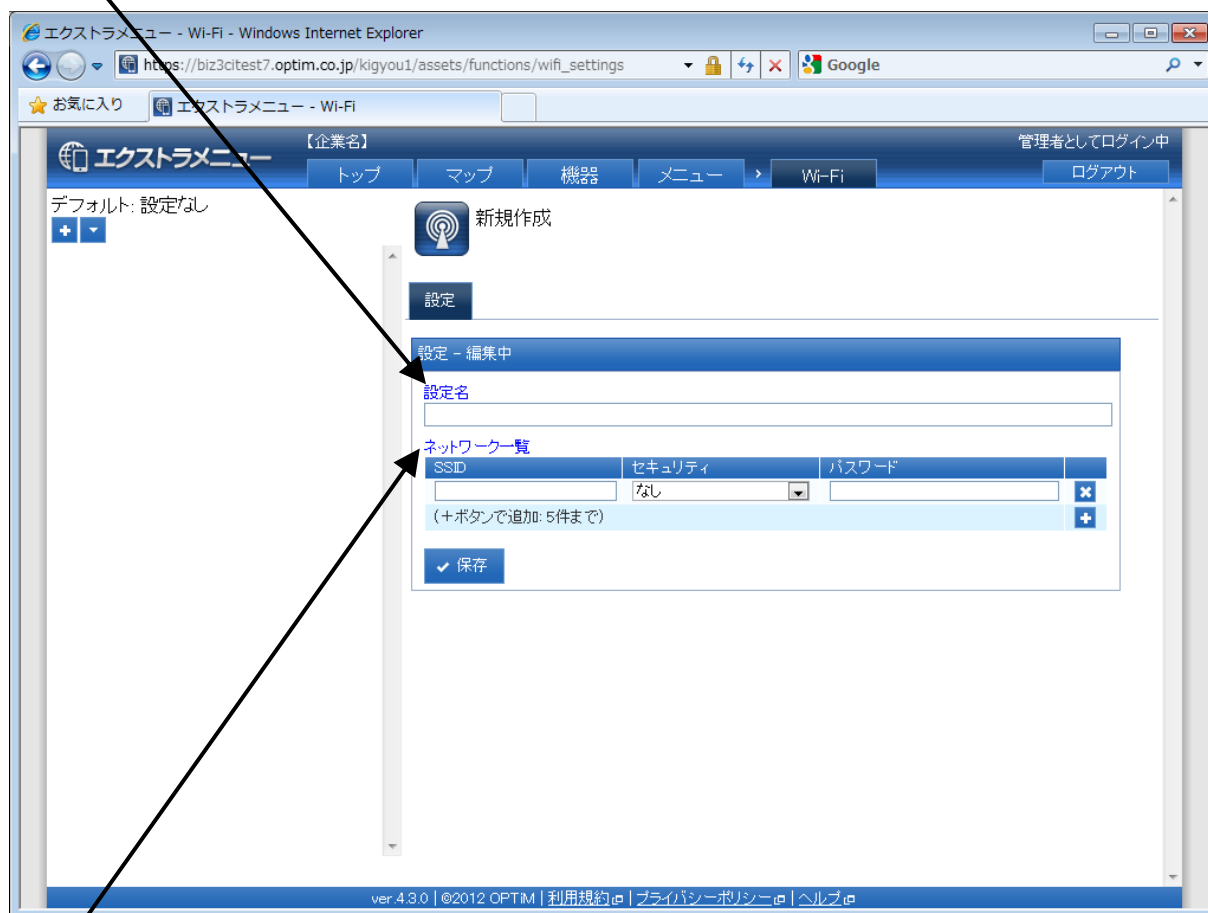 エクストラメニュー - Wi-Fi - Windows Internet Explorer
https://biz3citest7.optim.co.jp/kigyou1/assets/functions/wifi_settings
Google
お気に入り
エクストラメニュー - Wi-Fi
エクストラメニュー
【企業名】
管理者としてログイン中
トップ マップ 機器 メニュー › Wi-Fi ログアウト
デフォルト: 設定なし
新規作成
設定
設定 - 編集中
設定名
ネットワーク一覧
SSID セキュリティ パスワード
なし
(+ボタンで追加: 5件まで)
保存
ver.4.3.0 | ©2012 OPTiM | 利用規約 | プライバシーポリシー | ヘルプ